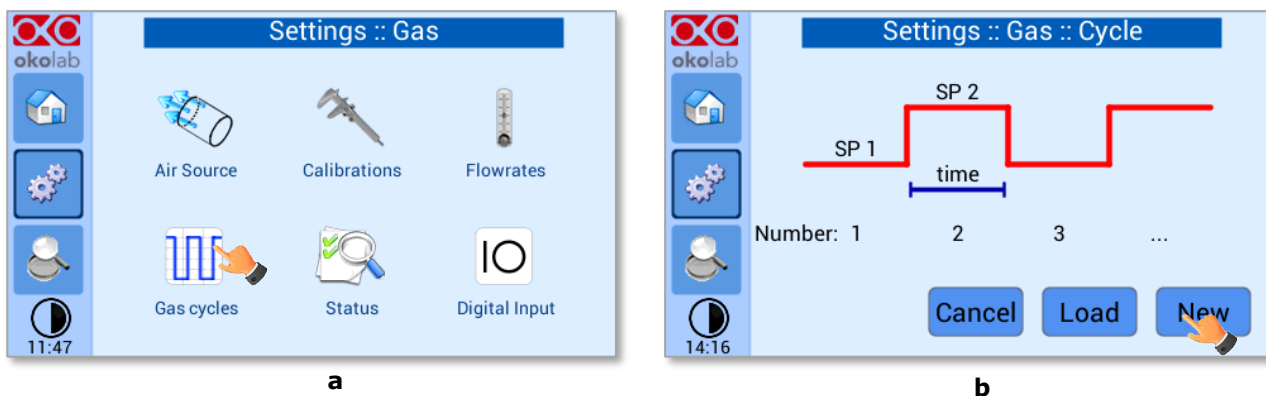 Settings :: Gas
okolab
Air Source
Calibrations
Flowrates
Gas cycles
Status
IO
Digital Input
11:47
a
Settings :: Gas :: Cycle
okolab
SP 2
SP 1
time
Number: 1 2 3 ...
Cancel
Load
New
14:16
b